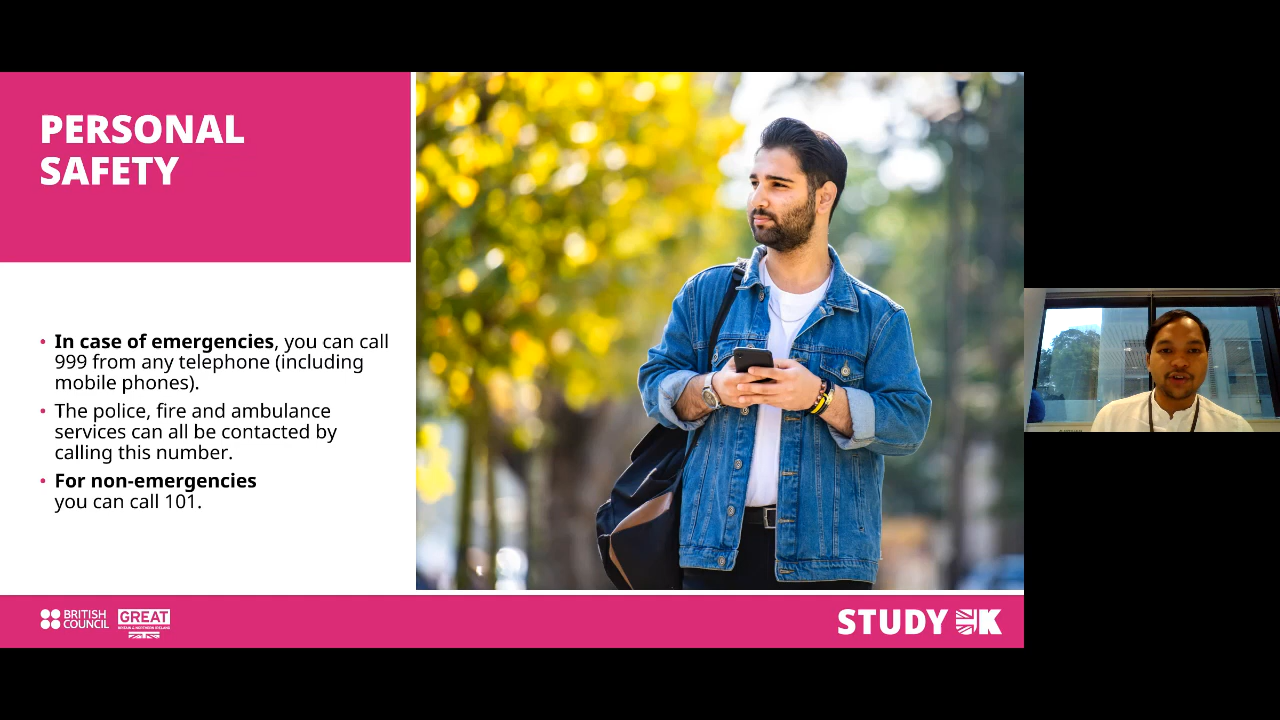 PERSONAL
SAFETY
• In case of emergencies, you can call
999 from any telephone (including
mobile phones).
• The police, fire and ambulance
services can all be contacted by
calling this number.
• For non-emergencies
you can call 101.
BRITISH
COUNCIL
GREAT
BRITAIN & NORTHERN IRELAND
STUDY UK